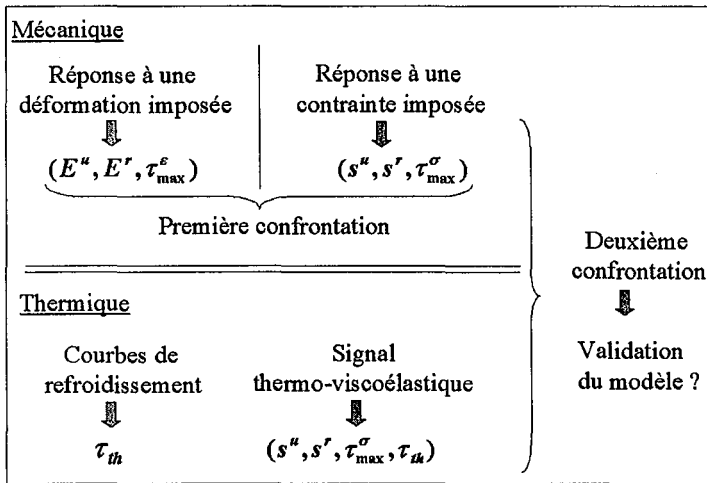 Mécanique
Réponse à une
déformation imposée
(E^u, E^r, τ^ε_max)
Réponse à une
contrainte imposée
(s^u, s^r, τ^σ_max)
Première confrontation
Thermique
Courbes de
refroidissement
τ_th
Signal
thermo-viscoélastique
(s^u, s^r, τ^σ_max, τ_th)
Deuxième
confrontation
Validation
du modèle ?